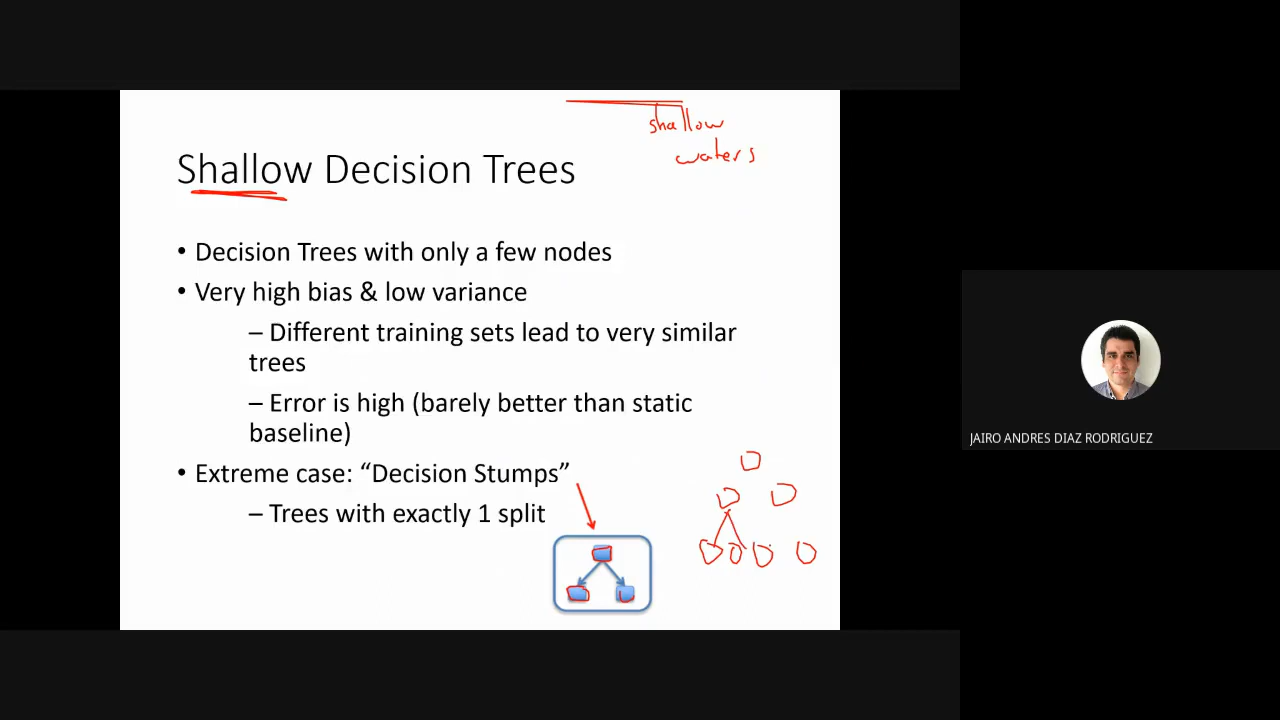 shallow
waters
Shallow Decision Trees
• Decision Trees with only a few nodes
• Very high bias & low variance
– Different training sets lead to very similar
trees
– Error is high (barely better than static
baseline)
• Extreme case: “Decision Stumps”
– Trees with exactly 1 split
JAIRO ANDRES DIAZ RODRIGUEZ